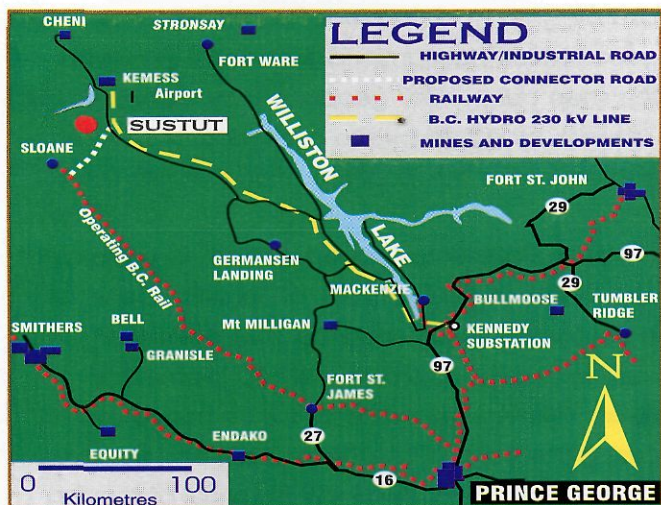 CHENI
STRONSAY
FORT WARE
KEMESS
Airport
SUSTUT
SLOANE
WILLISTON
LAKE
LEGEND
HIGHWAY/INDUSTRIAL ROAD
PROPOSED CONNECTOR ROAD
RAILWAY
B.C. HYDRO 230 kV LINE
MINES AND DEVELOPMENTS
FORT ST. JOHN
29
97
29
Operating B.C. Rail
GERMANSEN
LANDING
MACKENZIE
BULLMOOSE
TUMBLER
RIDGE
KENNEDY
SUBSTATION
SMITHERS
BELL
GRANISLE
Mt MILLIGAN
97
N
FORT ST.
JAMES
27
EQUITY
ENDAKO
16
0 100
Kilometres
PRINCE GEORGE